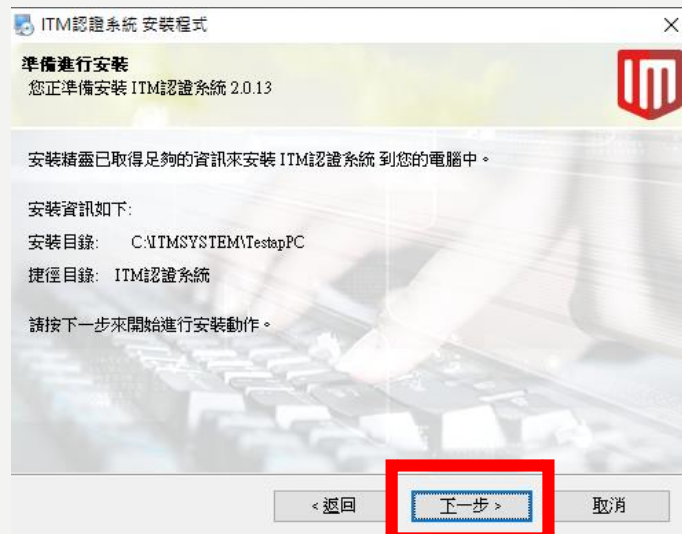 ITM認證系統 安裝程式
準備進行安裝
您正準備安裝 ITM認證系統 2.0.13
安裝精靈已取得足夠的資訊來安裝 ITM認證系統 到您的電腦中。
安裝資訊如下:
安裝目錄: C:\ITMSYSTEM\TestapPC
捷徑目錄: ITM認證系統
請按下一步來開始進行安裝動作。
< 返回 下一步 > 取消